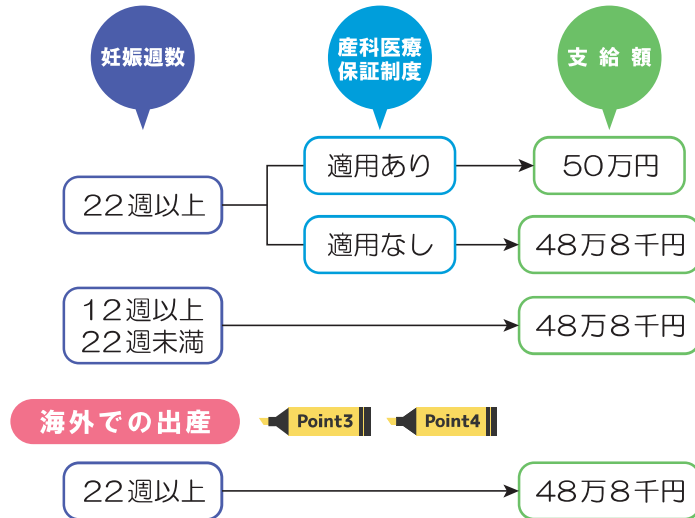 妊娠週数
産科医療
保証制度
支給額
22週以上
適用あり
50万円
適用なし
48万8千円
12週以上
22週未満
48万8千円
海外での出産
Point3
Point4
22週以上
48万8千円